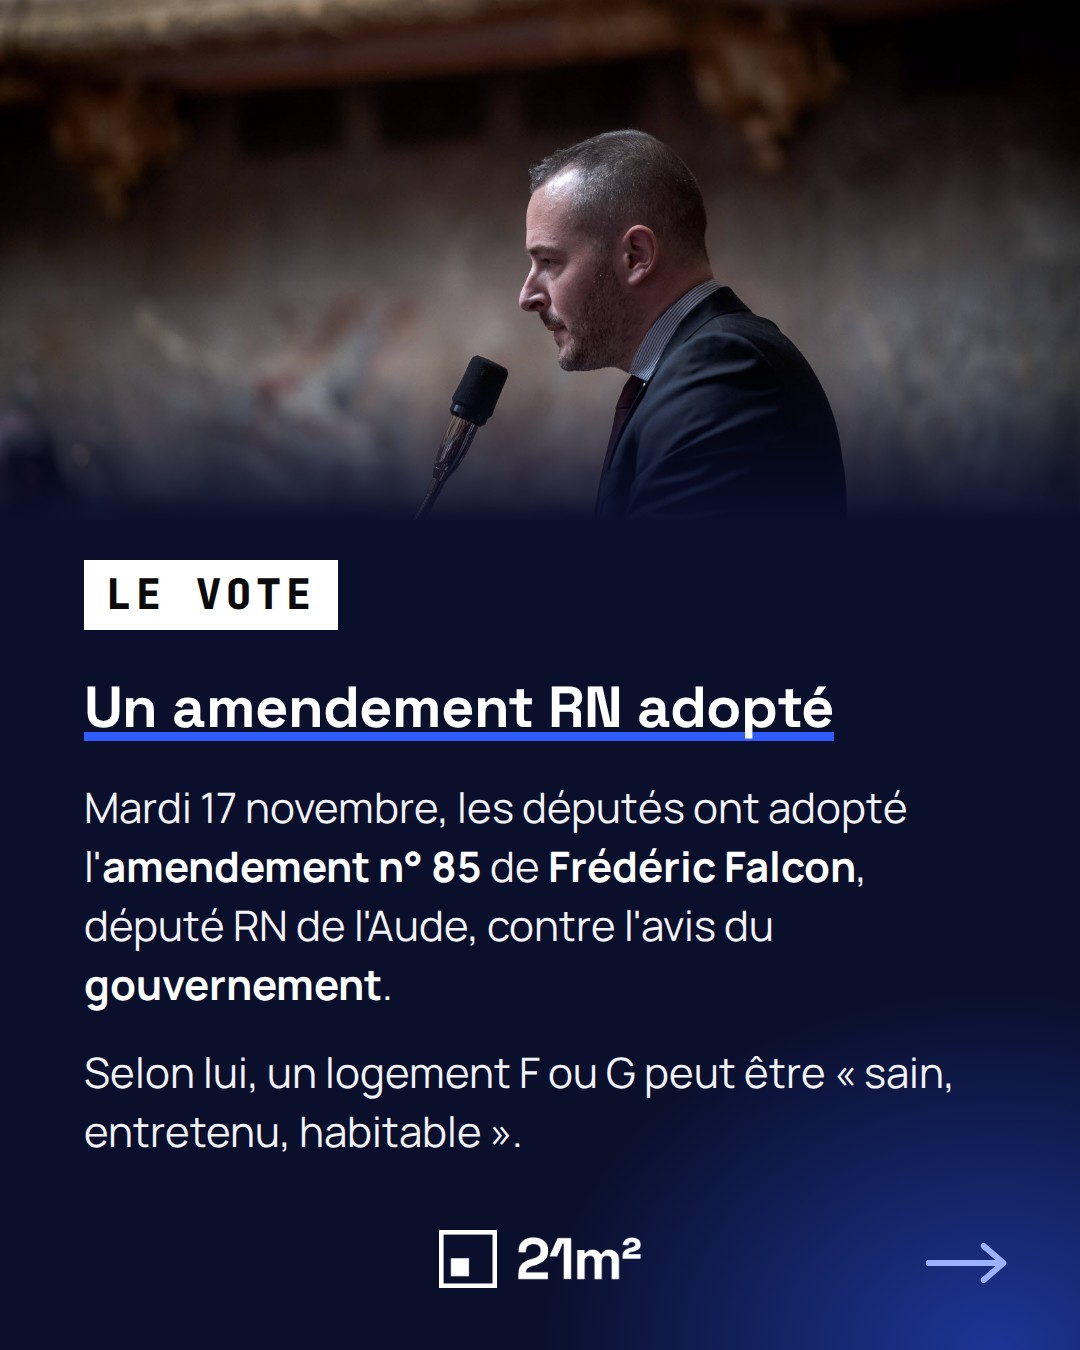 LE VOTE
Un amendement RN adopté
Mardi 17 novembre, les députés ont adopté
l'amendement n° 85 de Frédéric Falcon,
député RN de l'Aude, contre l'avis du
gouvernement.
Selon lui, un logement F ou G peut être « sain,
entretenu, habitable ».
21m²